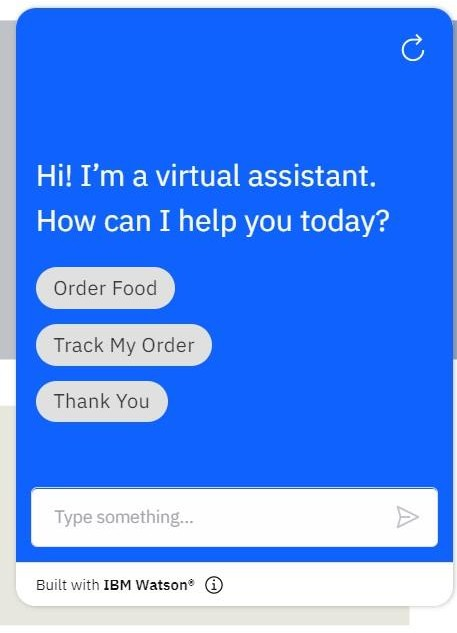 Hi! I’m a virtual assistant.
How can I help you today?
Order Food
Track My Order
Thank You
Type something...
Built with IBM Watson®